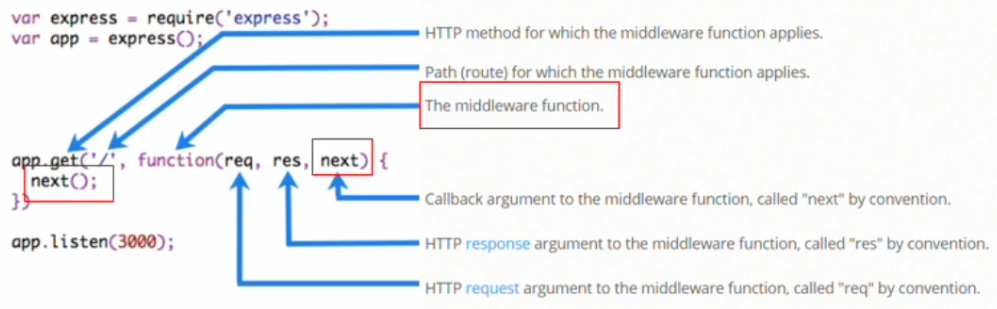 var express = require('express');
var app = express();
HTTP method for which the middleware function applies.
Path (route) for which the middleware function applies.
The middleware function.
app.get('/', function(req, res, next) {
next();
})
Callback argument to the middleware function, called "next" by convention.
app.listen(3000);
HTTP response argument to the middleware function, called "res" by convention.
HTTP request argument to the middleware function, called "req" by convention.